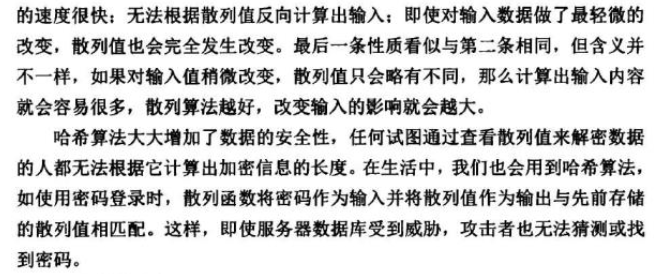 的速度很快；无法根据散列值反向计算出输入；即使对输入数据做了最轻微的
改变，散列值也会完全发生改变。最后一条性质看似与第二条相同，但含义并
不一样，如果对输入值稍微改变，散列值只会略有不同，那么计算出输入内容
就会容易很多，散列算法越好，改变输入的影响就会越大。
哈希算法大大增加了数据的安全性，任何试图通过查看散列值来解密数据
的人都无法根据它计算出加密信息的长度。在生活中，我们也会用到哈希算法，
如使用密码登录时，散列函数将密码作为输入并将散列值作为输出与先前存储
的散列值相匹配。这样，即使服务器数据库受到威胁，攻击者也无法猜测或找
到密码。